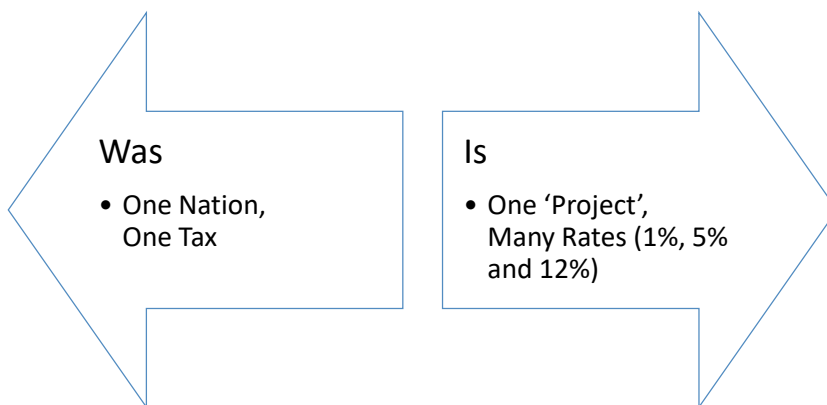 Was
• One Nation,
One Tax
Is
• One ‘Project’,
Many Rates (1%, 5%
and 12%)